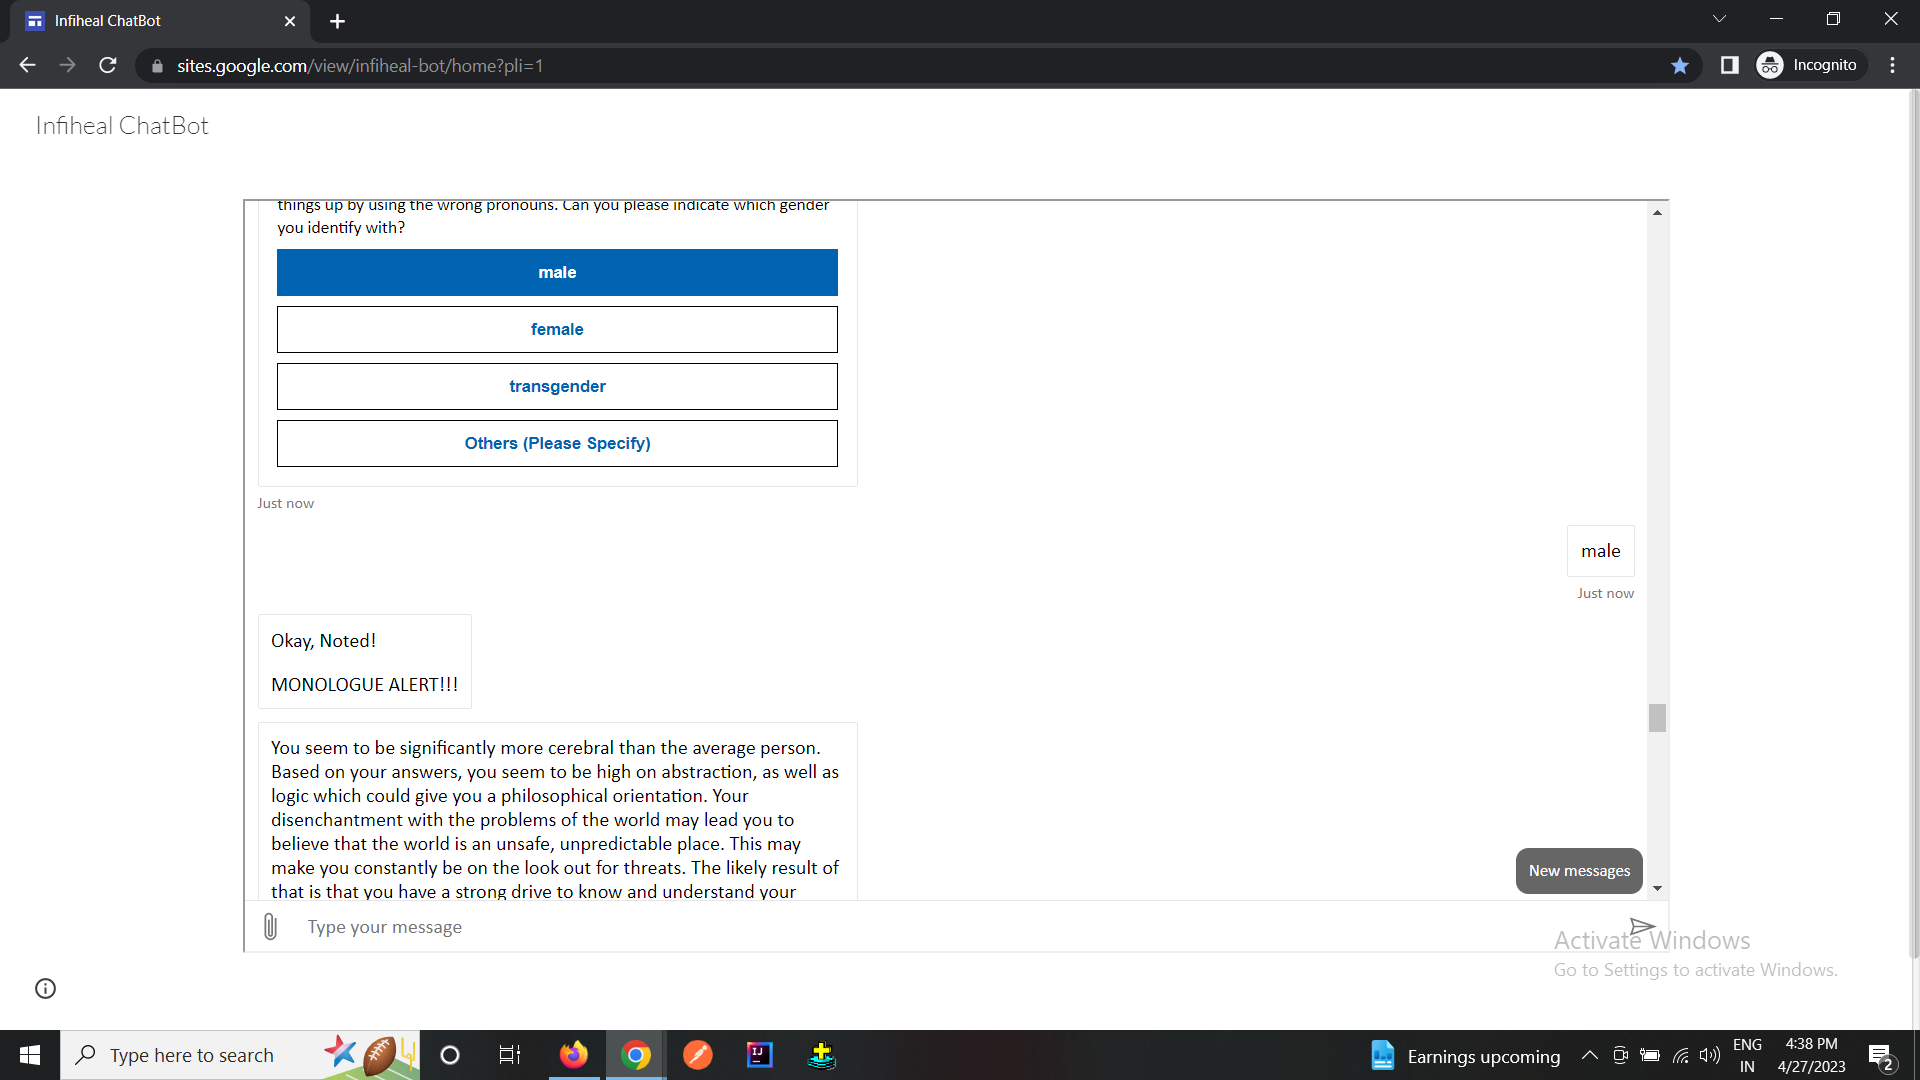 Infiheal ChatBot
sites.google.com/view/infiheal-bot/home?pli=1
Incognito
Infiheal ChatBot
things up by using the wrong pronouns. Can you please indicate which gender
you identify with?
male
female
transgender
Others (Please Specify)
Just now
male
Just now
Okay, Noted!
MONOLOGUE ALERT!!!
You seem to be significantly more cerebral than the average person.
Based on your answers, you seem to be high on abstraction, as well as
logic which could give you a philosophical orientation. Your
disenchantment with the problems of the world may lead you to
believe that the world is an unsafe, unpredictable place. This may
make you constantly be on the look out for threats. The likely result of
that is that you have a strong drive to know and understand your
New messages
Type your message
Activate Windows
Go to Settings to activate Windows.
Type here to search
IJ
Earnings upcoming
ENG
IN
4:38 PM
4/27/2023
2